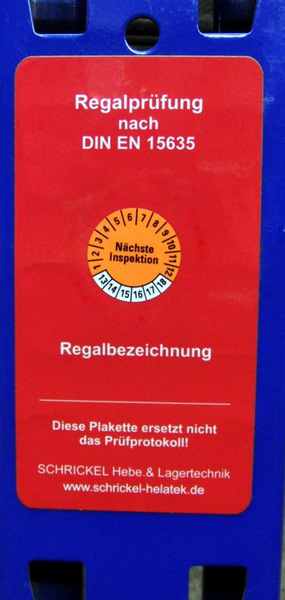 Regalprüfung
nach
DIN EN 15635
1 2 3 4 5 6 7 8 9 10 11 12
Nächste
Inspektion
13 14 15 16 17 18
Regalbezeichnung
Diese Plakette ersetzt nicht
das Prüfprotokoll!
SCHRICKEL Hebe.& Lagertechnik
www.schrickel-helatek.de